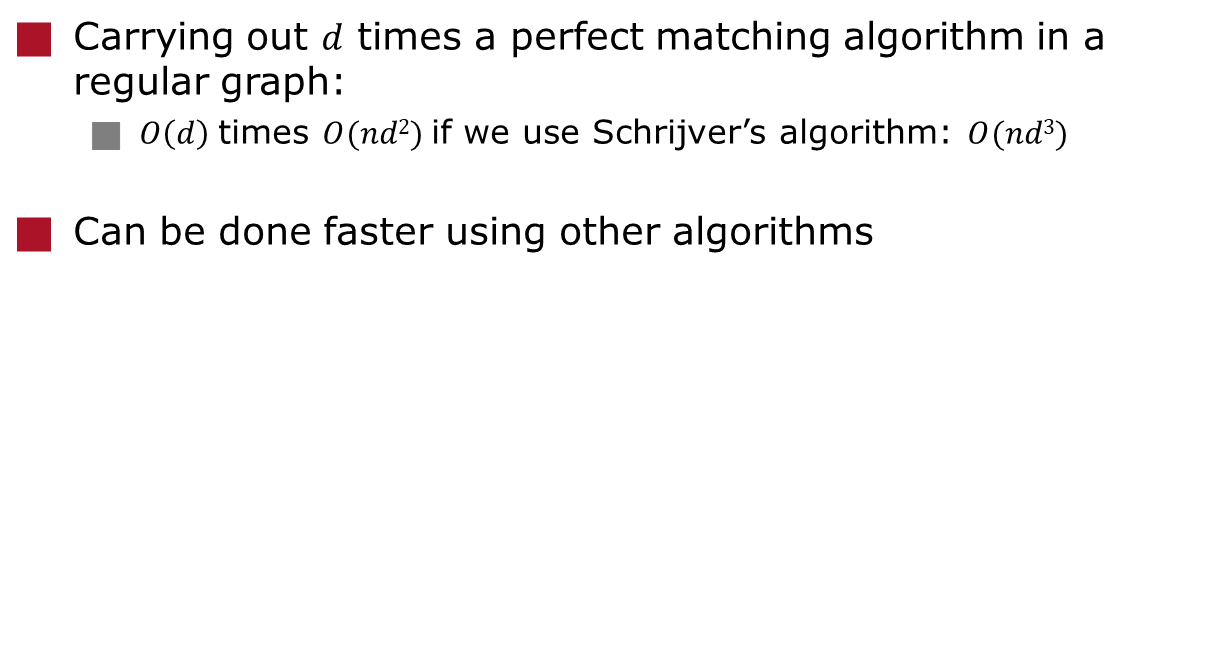 Carrying out d times a perfect matching algorithm in a
regular graph:
O(d) times O(nd²) if we use Schrijver’s algorithm: O(nd³)
Can be done faster using other algorithms